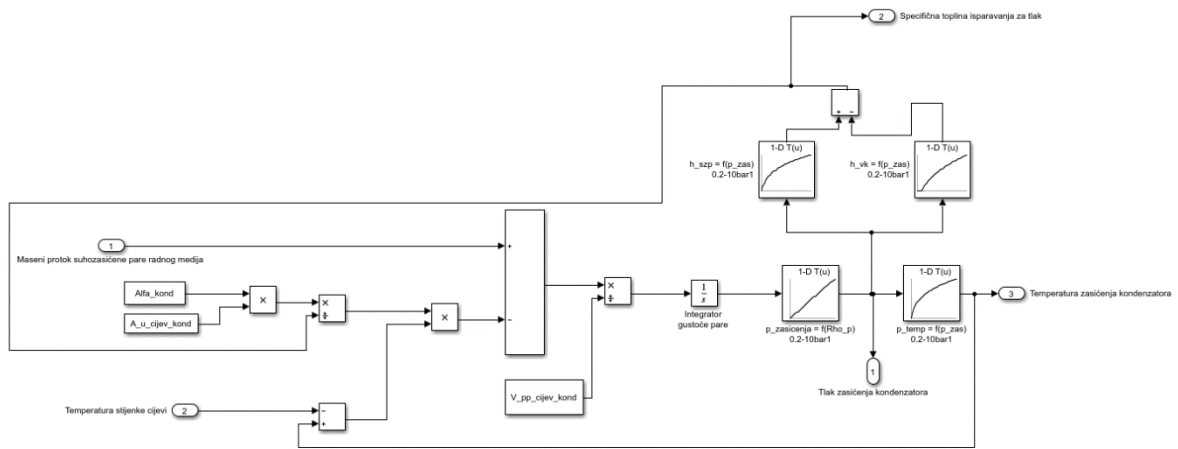 2
Specifična toplina isparavanja za tlak
+ −
1-D T(u)
h_szp = f(p_zas)
0.2-10bar1
1-D T(u)
h_vk = f(p_zas)
0.2-10bar1
1
Maseni protok suhozasićene pare radnog medija
+
−
Alfa_kond
A_u_cijev_kond
×
×
÷
×
×
÷
1
s
Integrator
gustoće pare
1-D T(u)
p_zasicenja = f(Rho_p)
0.2-10bar1
1-D T(u)
p_temp = f(p_zas)
0.2-10bar1
3
Temperatura zasićenja kondenzatora
1
Tlak zasićenja kondenzatora
V_pp_cijev_kond
Temperatura stijenke cijevi
2
−
+